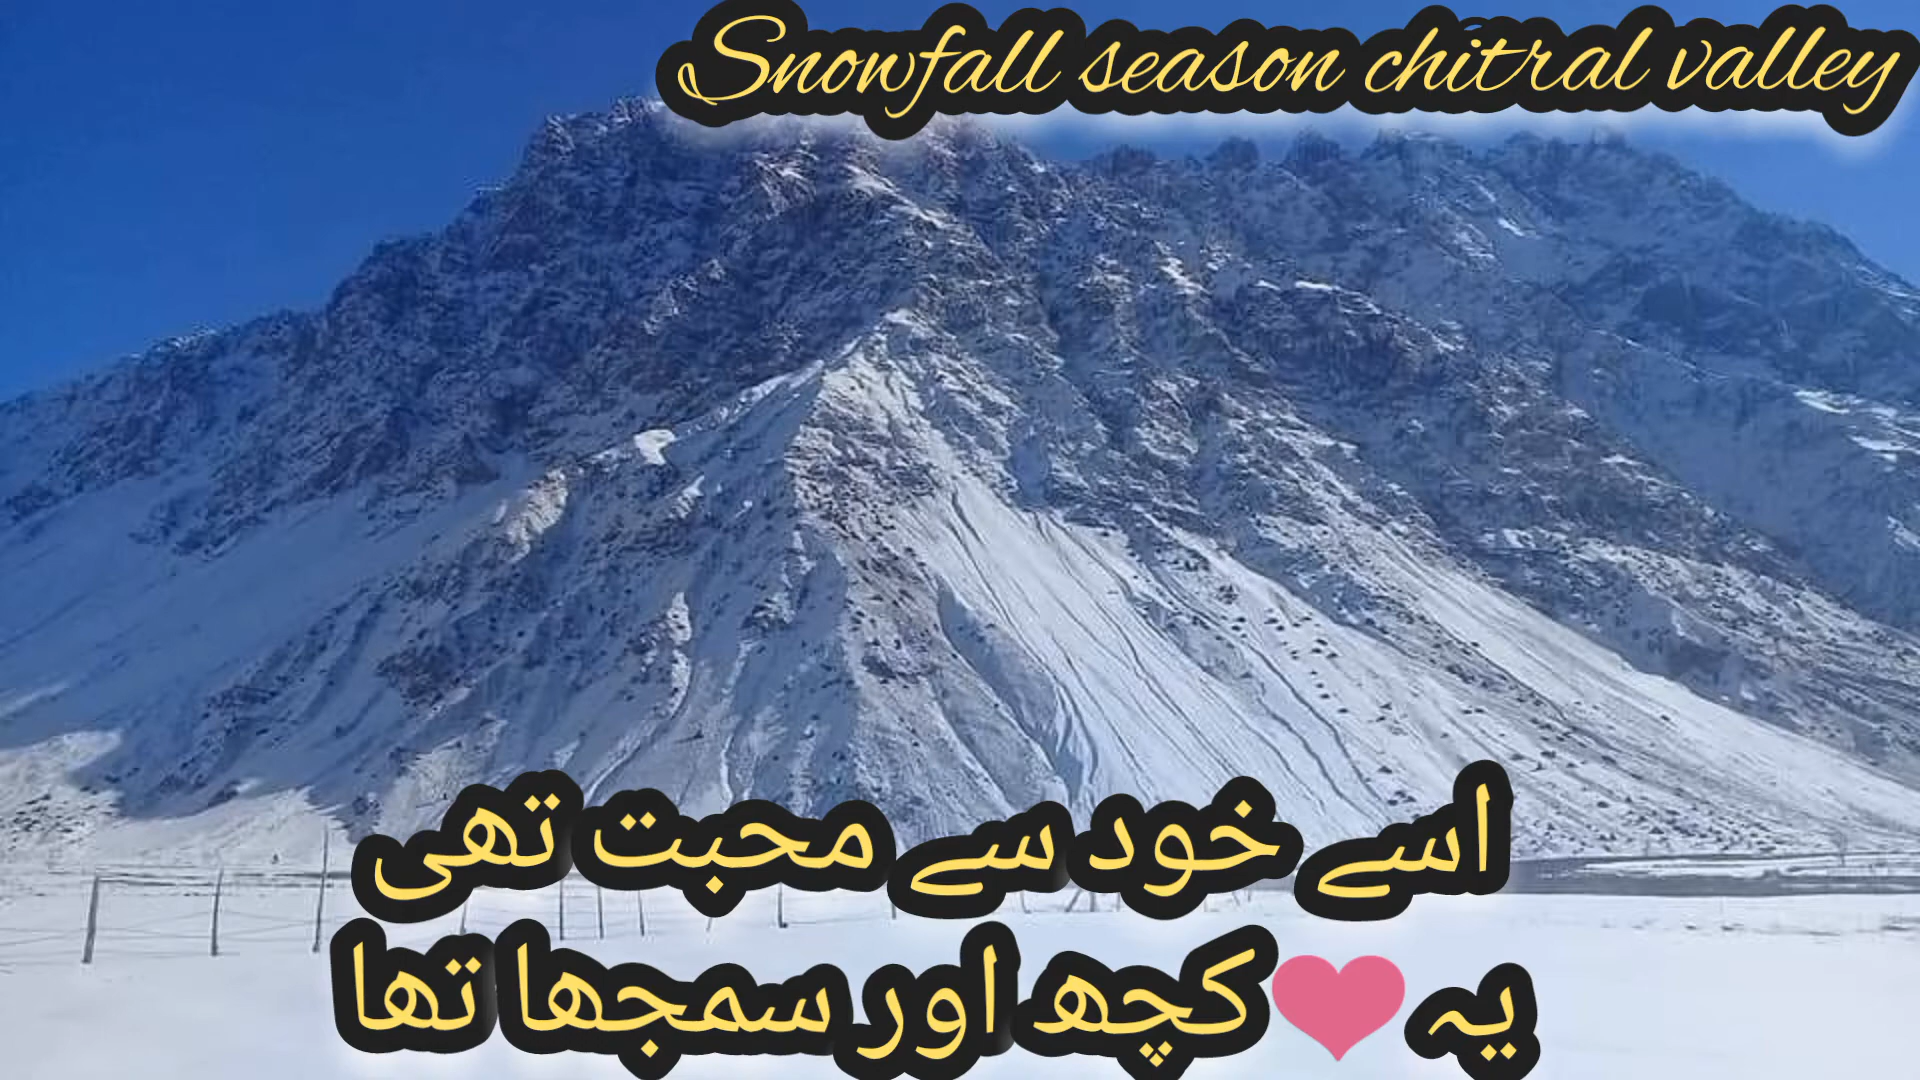 Snowfall season chitral valley
اسے خود سے محبت تھی
یہ❤کچھ اور سمجھا تھا